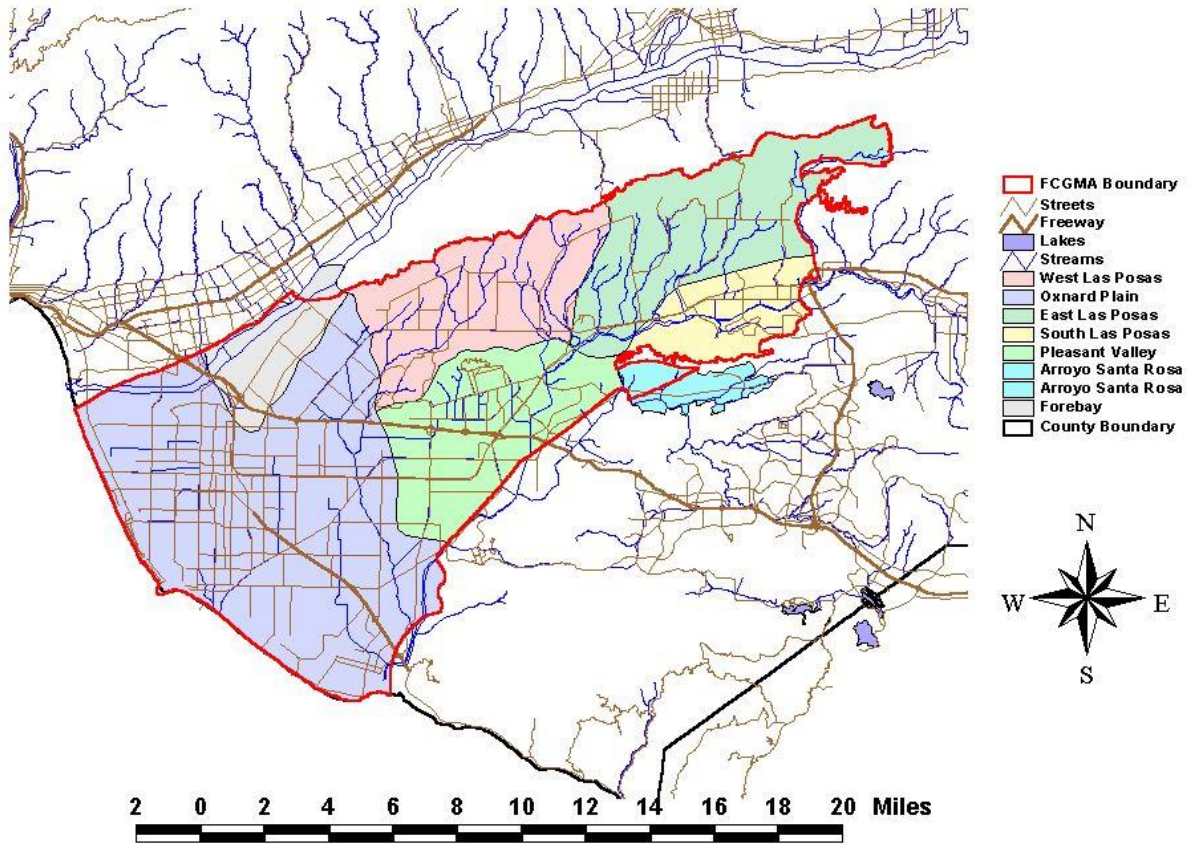 FCGMA Boundary
Streets
Freeway
Lakes
Streams
West Las Posas
Oxnard Plain
East Las Posas
South Las Posas
Pleasant Valley
Arroyo Santa Rosa
Arroyo Santa Rosa
Forebay
County Boundary
N
W E
S
2 0 2 4 6 8 10 12 14 16 18 20 Miles